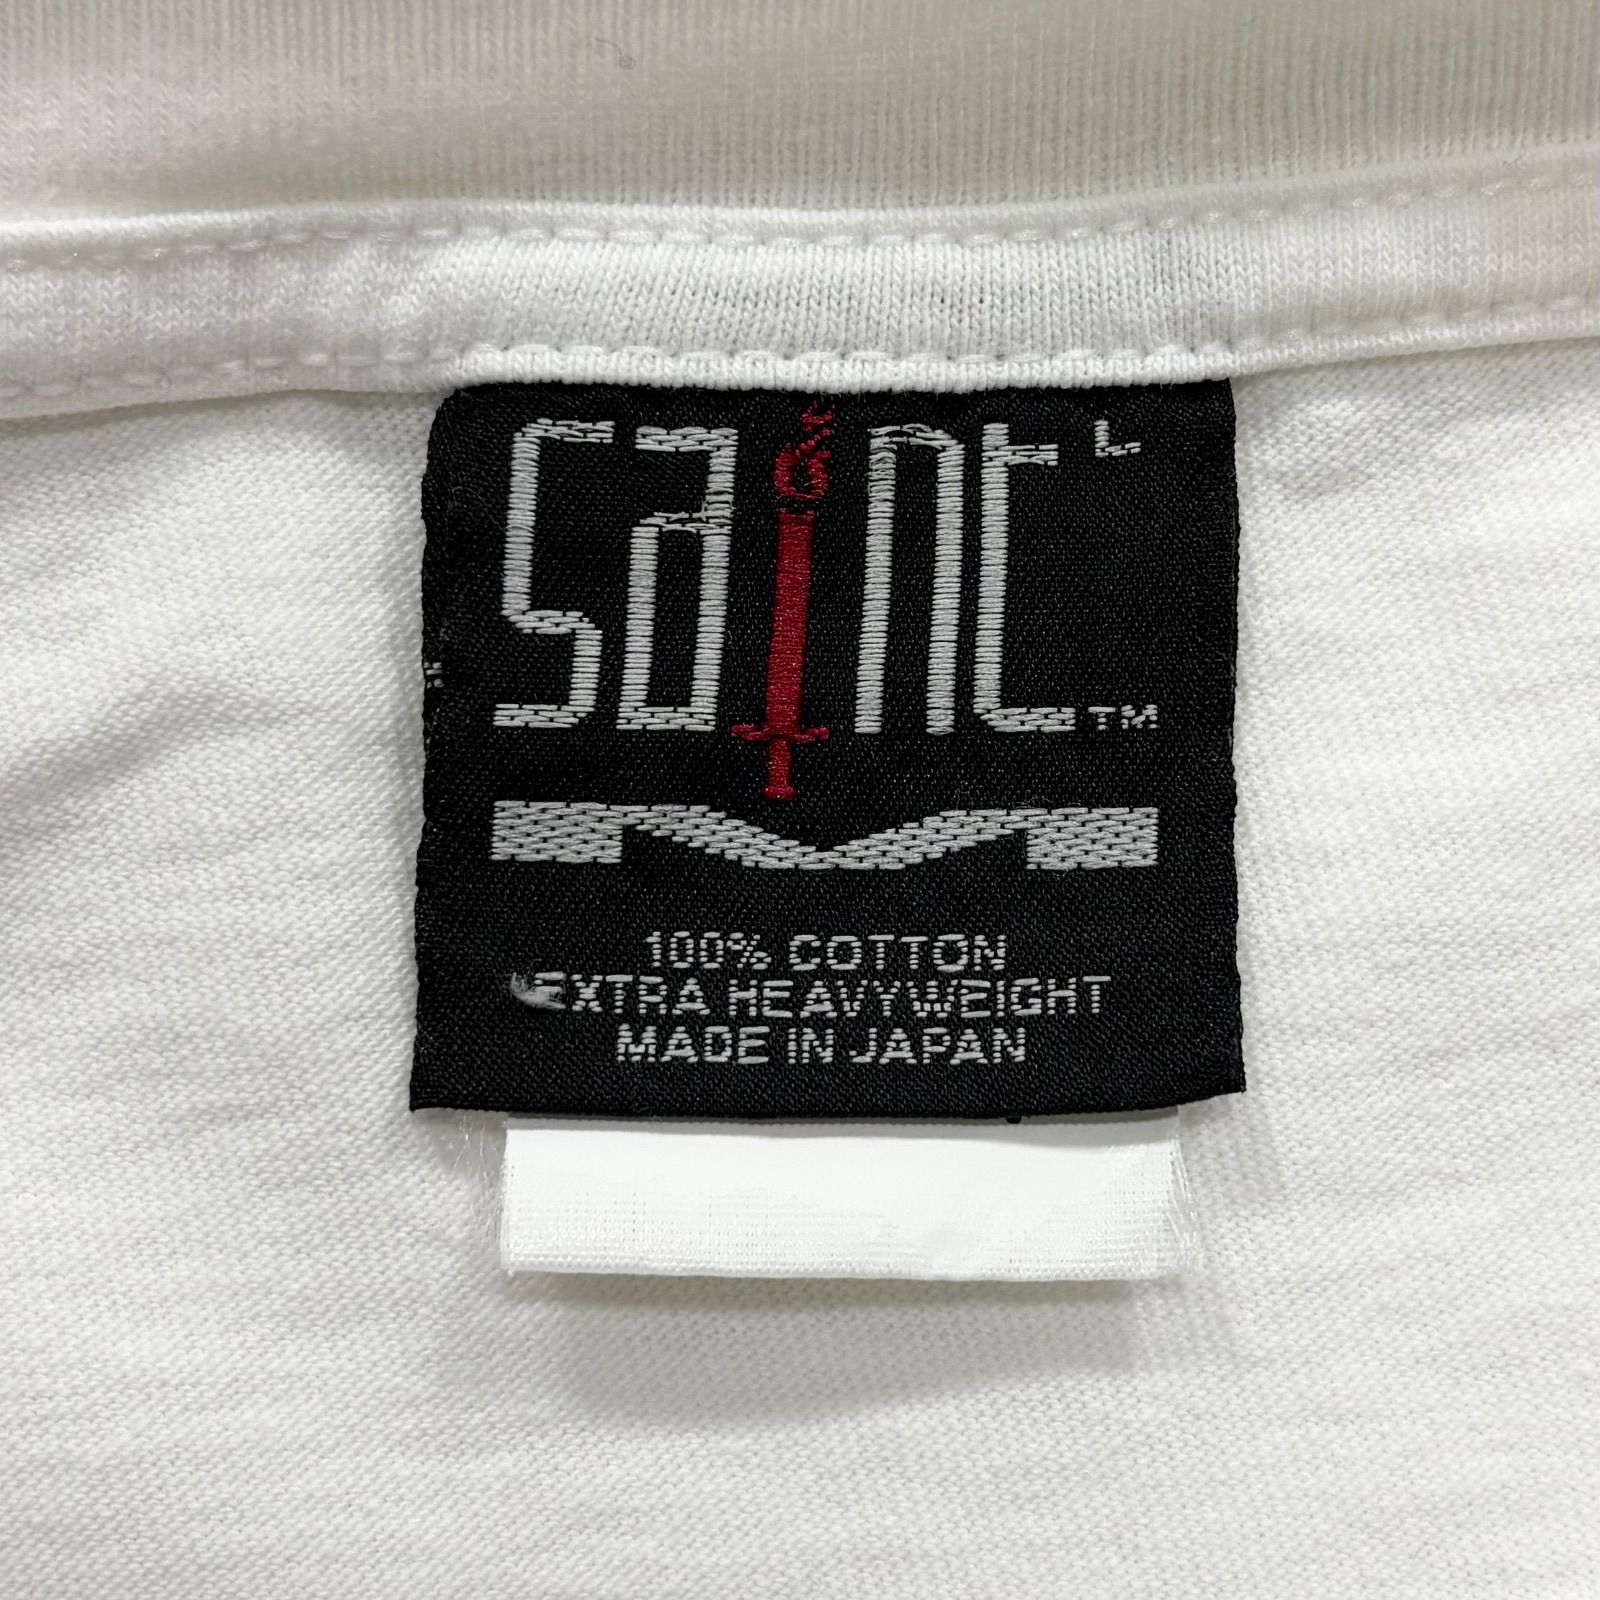 Saint L
TM
100% COTTON
EXTRA HEAVYWEIGHT
MADE IN JAPAN